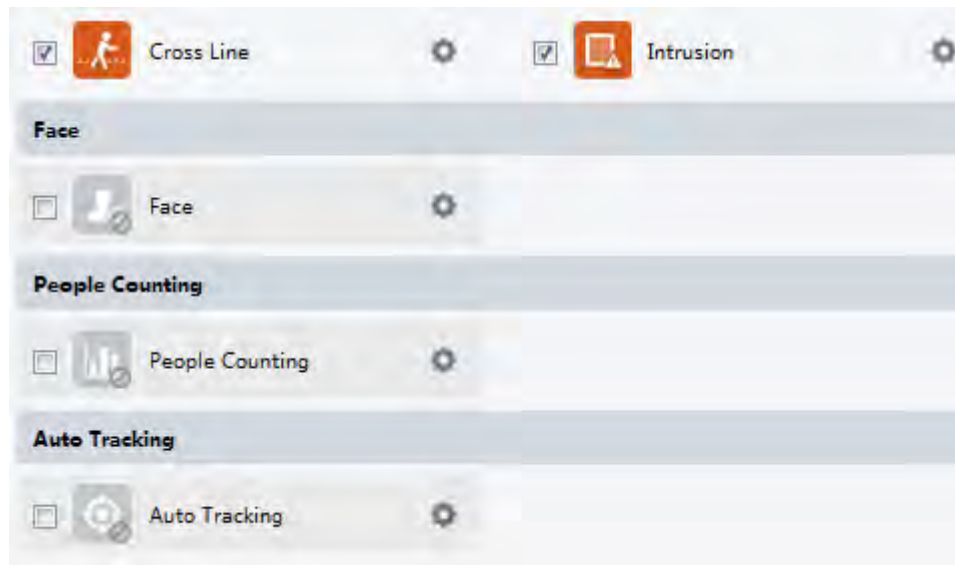 Cross Line
Intrusion
Face
Face
People Counting
People Counting
Auto Tracking
Auto Tracking